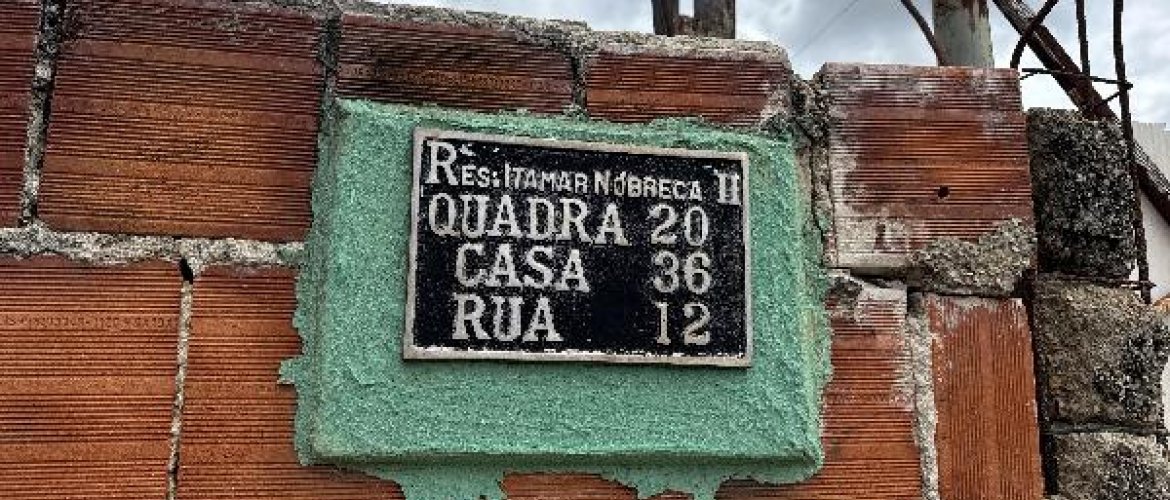 RES: ITAMAR NÓBREGA II
QUADRA 20
CASA 36
RUA 12